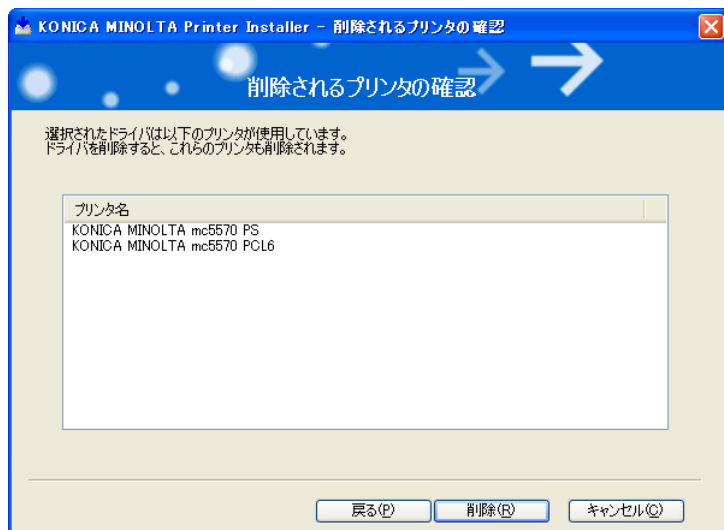 KONICA MINOLTA Printer Installer - 削除されるプリンタの確認
削除されるプリンタの確認
選択されたドライバは以下のプリンタが使用しています。
ドライバを削除すると、これらのプリンタも削除されます。
プリンタ名
KONICA MINOLTA mc5570 PS
KONICA MINOLTA mc5570 PCL6
戻る(P) 削除(R) キャンセル(C)